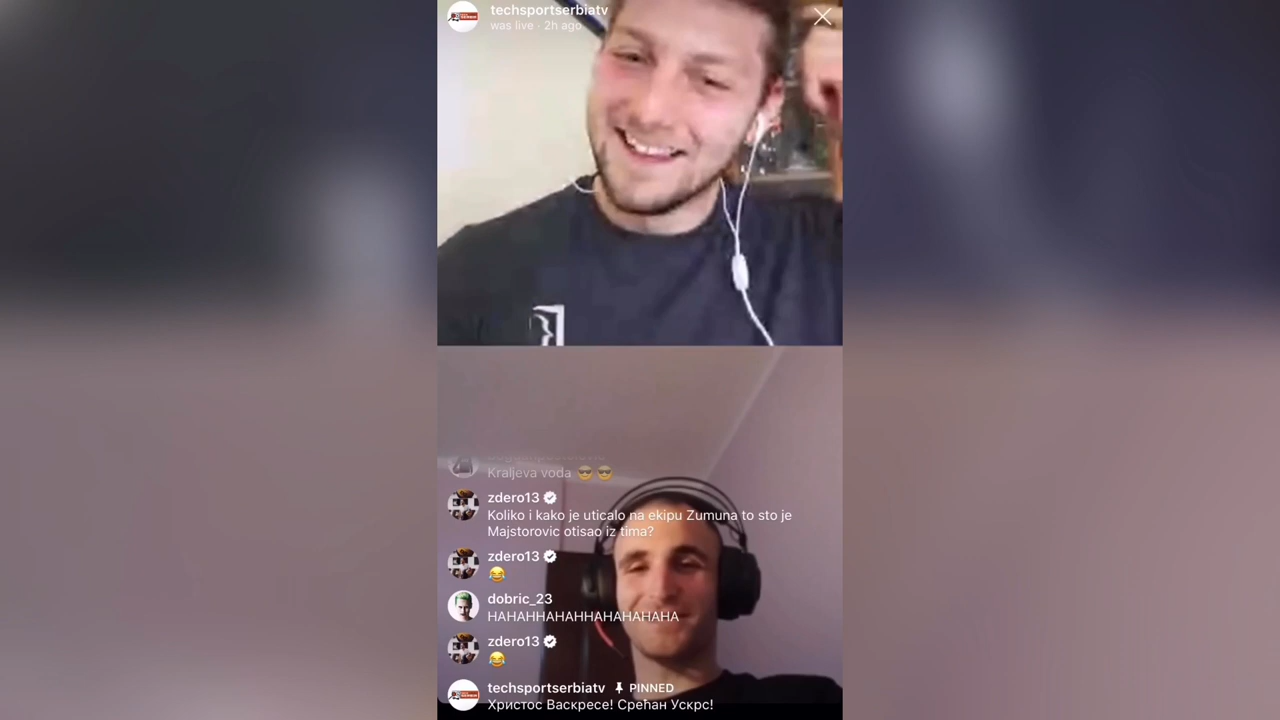 techsportserbiatv
was live · 2h ago
Kraljeva voda 😎😎
zdero13
Koliko i kako je uticalo na ekipu Zumuna to sto je
Majstorovic otisao iz tima?
zdero13
😂
dobric_23
HAHAHHAHAHHAHAHAHAHA
zdero13
😂
techsportserbiatv PINNED
Христос Васкресе! Срећан Ускрс!